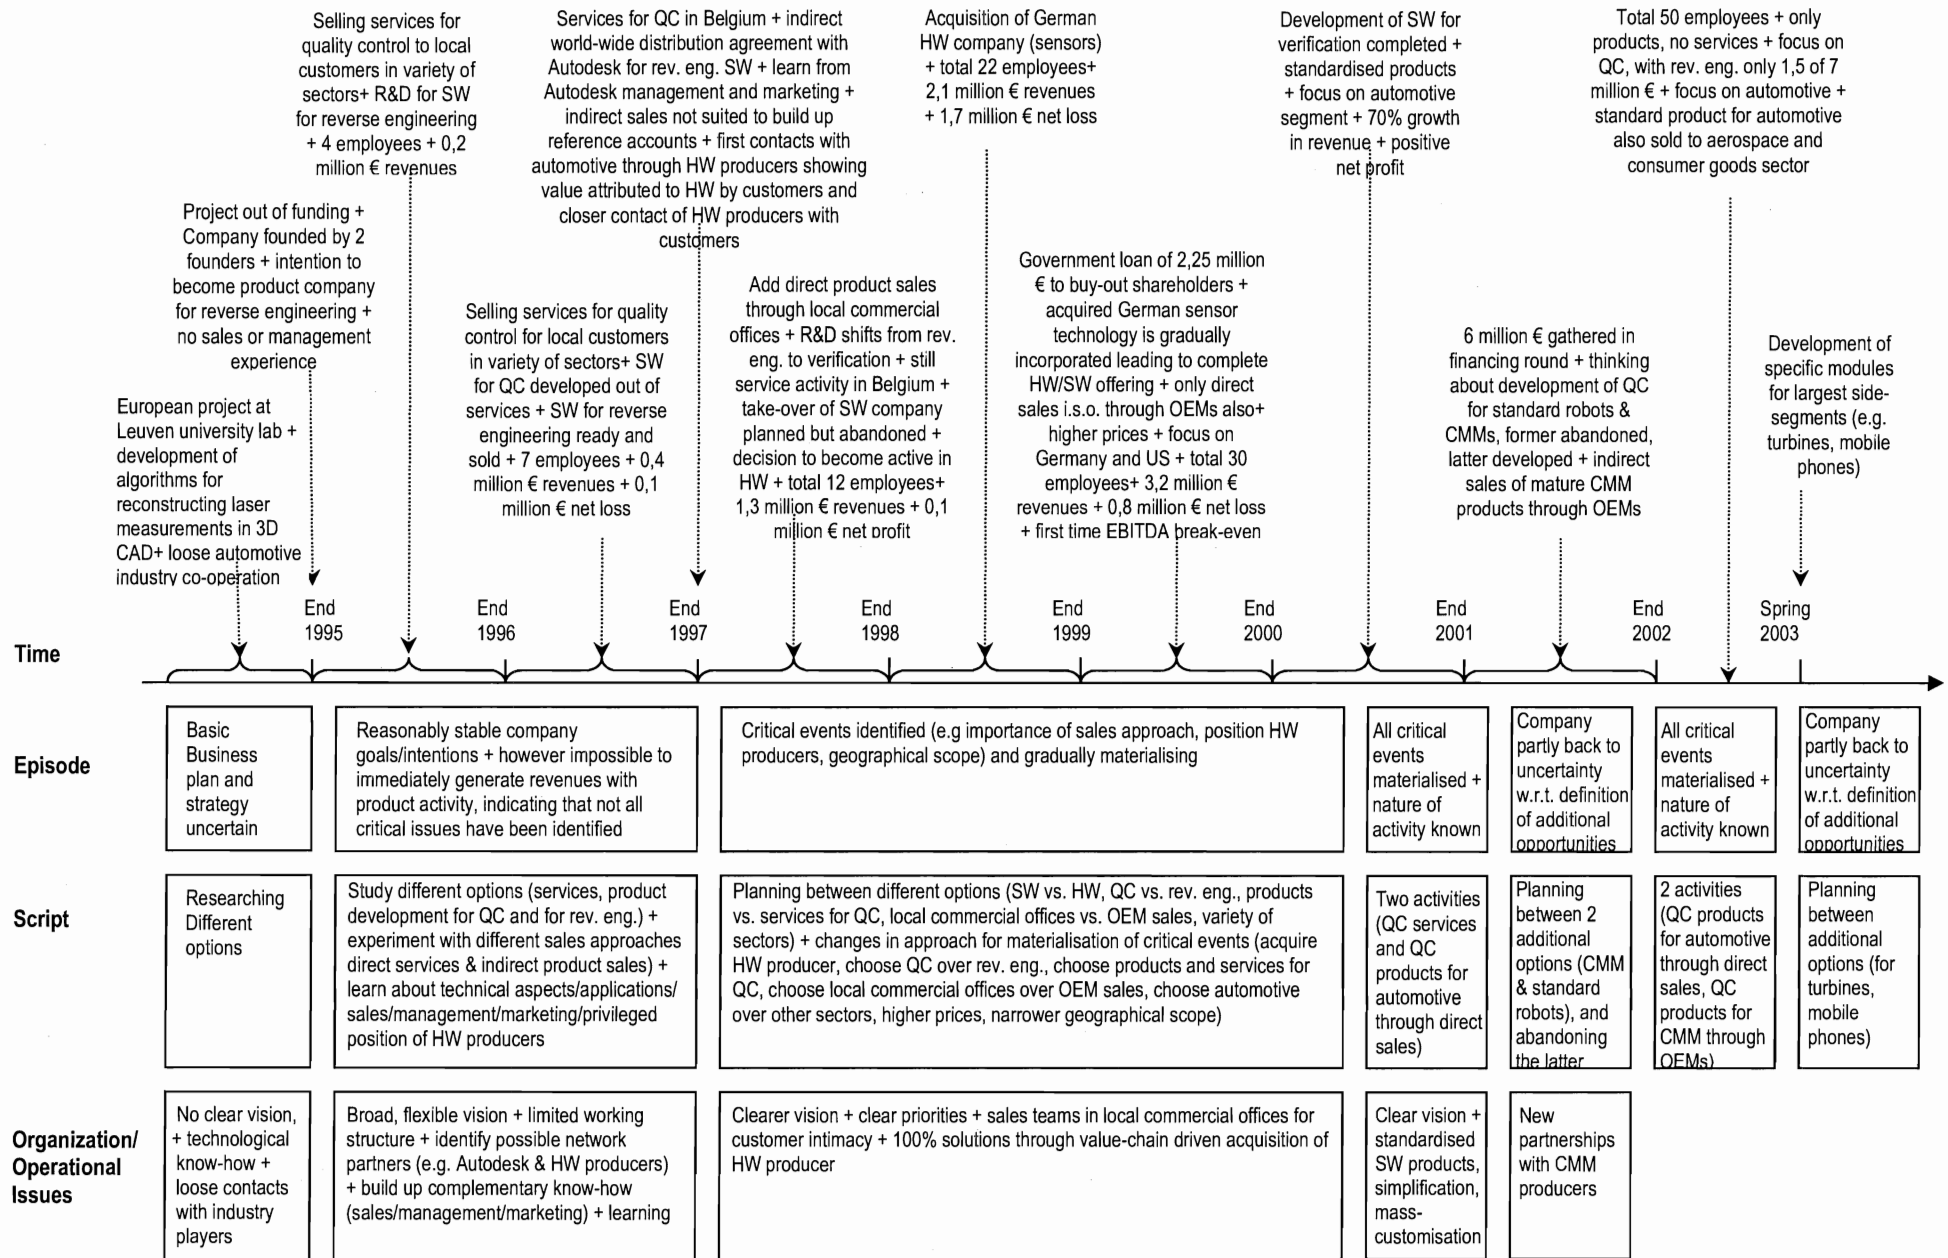 Selling services for
quality control to local
customers in variety of
sectors+ R&D for SW
for reverse engineering
+ 4 employees + 0,2
million € revenues
Services for QC in Belgium + indirect
world-wide distribution agreement with
Autodesk for rev. eng. SW + learn from
Autodesk management and marketing +
indirect sales not suited to build up
reference accounts + first contacts with
automotive through HW producers showing
value attributed to HW by customers and
closer contact of HW producers with
customers
Acquisition of German
HW company (sensors)
+ total 22 employees+
2,1 million € revenues
+ 1,7 million € net loss
Development of SW for
verification completed +
standardised products
+ focus on automotive
segment + 70% growth
in revenue + positive
net profit
Total 50 employees + only
products, no services + focus on
QC, with rev. eng. only 1,5 of 7
million € + focus on automotive +
standard product for automotive
also sold to aerospace and
consumer goods sector
Project out of funding +
Company founded by 2
founders + intention to
become product company
for reverse engineering +
no sales or management
experience
European project at
Leuven university lab +
development of
algorithms for
reconstructing laser
measurements in 3D
CAD+ loose automotive
industry co-operation
Selling services for quality
control for local customers
in variety of sectors+ SW
for QC developed out of
services + SW for reverse
engineering ready and
sold + 7 employees + 0,4
million € revenues + 0,1
million € net loss
Add direct product sales
through local commercial
offices + R&D shifts from rev.
eng. to verification + still
service activity in Belgium +
take-over of SW company
planned but abandoned +
decision to become active in
HW + total 12 employees+
1,3 million € revenues + 0,1
million € net profit
Government loan of 2,25 million
€ to buy-out shareholders +
acquired German sensor
technology is gradually
incorporated leading to complete
HW/SW offering + only direct
sales i.s.o. through OEMs also+
higher prices + focus on
Germany and US + total 30
employees+ 3,2 million €
revenues + 0,8 million € net loss
+ first time EBITDA break-even
6 million € gathered in
financing round + thinking
about development of QC
for standard robots &
CMMs, former abandoned,
latter developed + indirect
sales of mature CMM
products through OEMs
Development of
specific modules
for largest side-
segments (e.g.
turbines, mobile
phones)
Time
End
1995
End
1996
End
1997
End
1998
End
1999
End
2000
End
2001
End
2002
Spring
2003
Episode
Basic
Business
plan and
strategy
uncertain
Reasonably stable company
goals/intentions + however impossible to
immediately generate revenues with
product activity, indicating that not all
critical issues have been identified
Critical events identified (e.g importance of sales approach, position HW
producers, geographical scope) and gradually materialising
All critical
events
materialised +
nature of
activity known
Company
partly back to
uncertainty
w.r.t. definition
of additional
opportunities
All critical
events
materialised +
nature of
activity known
Company
partly back to
uncertainty
w.r.t. definition
of additional
opportunities
Script
Researching
Different
options
Study different options (services, product
development for QC and for rev. eng.) +
experiment with different sales approaches
direct services & indirect product sales) +
learn about technical aspects/applications/
sales/management/marketing/privileged
position of HW producers
Planning between different options (SW vs. HW, QC vs. rev. eng., products
vs. services for QC, local commercial offices vs. OEM sales, variety of
sectors) + changes in approach for materialisation of critical events (acquire
HW producer, choose QC over rev. eng., choose products and services for
QC, choose local commercial offices over OEM sales, choose automotive
over other sectors, higher prices, narrower geographical scope)
Two activities
(QC services
and QC
products for
automotive
through direct
sales)
Planning
between 2
additional
options (CMM
& standard
robots), and
abandoning
the latter
2 activities
(QC products
for automotive
through direct
sales, QC
products for
CMM through
OEMs)
Planning
between
additional
options (for
turbines,
mobile
phones)
Organization/
Operational
Issues
No clear vision,
+ technological
know-how +
loose contacts
with industry
players
Broad, flexible vision + limited working
structure + identify possible network
partners (e.g. Autodesk & HW producers)
+ build up complementary know-how
(sales/management/marketing) + learning
Clearer vision + clear priorities + sales teams in local commercial offices for
customer intimacy + 100% solutions through value-chain driven acquisition of
HW producer
Clear vision +
standardised
SW products,
simplification,
mass-
customisation
New
partnerships
with CMM
producers